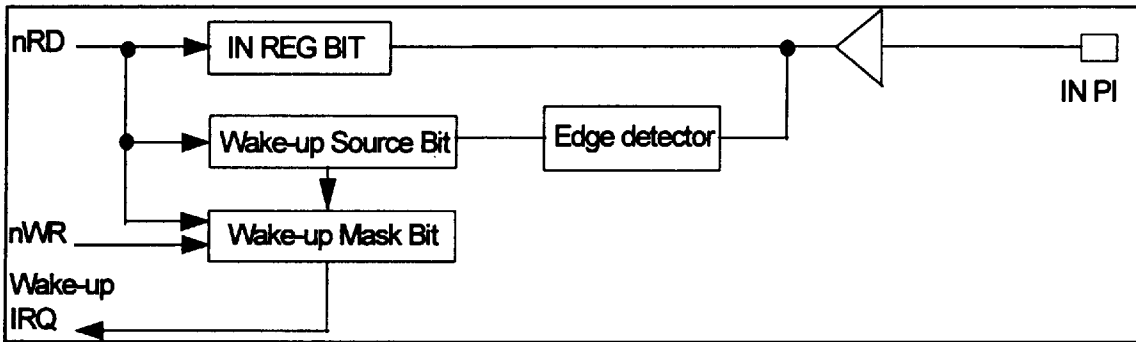 nRD
IN REG BIT
IN PI
Wake-up Source Bit
Edge detector
nWR
Wake-up Mask Bit
Wake-up
IRQ